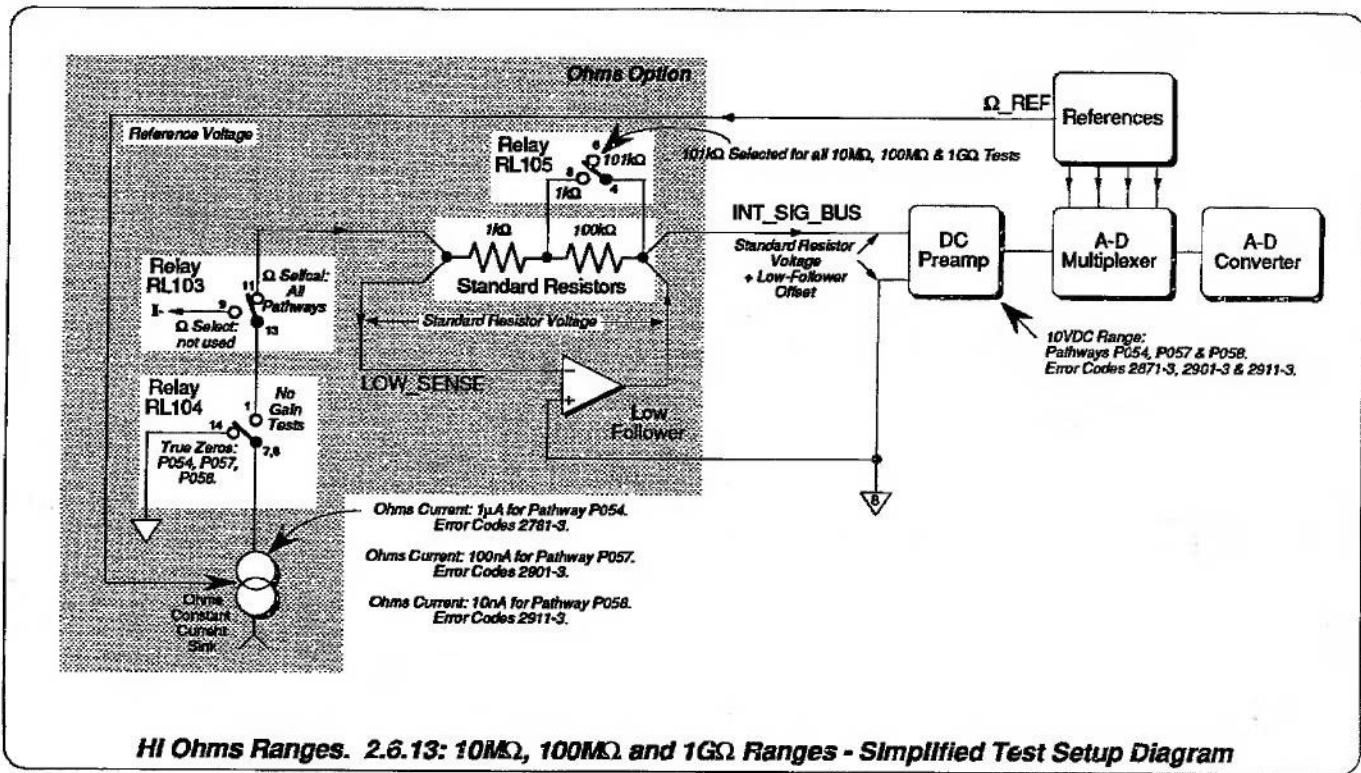 Ohms Option
Ω_REF
References
Reference Voltage
Relay
RL105
6
101kΩ
8
1kΩ
4
101kΩ Selected for all 10MΩ, 100MΩ & 1GΩ Tests
INT_SIG_BUS
Standard Resistor
Voltage
+ Low-Follower
Offset
DC
Preamp
A-D
Multiplexer
A-D
Converter
1kΩ
100kΩ
Standard Resistors
Relay
RL103
11
Ω Selfcal:
All
Pathways
9
I-
Ω Select:
not used
13
Standard Resistor Voltage
LOW_SENSE
−
+
Low
Follower
10VDC Range:
Pathways P054, P057 & P058.
Error Codes 2871-3, 2901-3 & 2911-3.
Relay
RL104
1
No
Gain
Tests
14
7,8
True Zeros:
P054, P057,
P058.
8
Ohms Current: 1µA for Pathway P054.
Error Codes 2781-3.
Ohms Current: 100nA for Pathway P057.
Error Codes 2901-3.
Ohms Current: 10nA for Pathway P058.
Error Codes 2911-3.
Ohms
Constant
Current
Sink
Hi Ohms Ranges. 2.6.13: 10MΩ, 100MΩ and 1GΩ Ranges - Simplified Test Setup Diagram